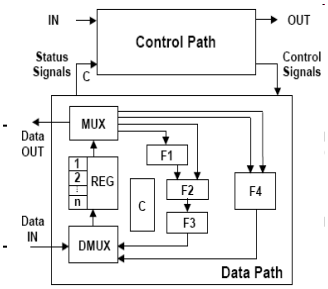 IN
OUT
Control Path
Status
Signals
C
Control
Signals
MUX
Data
OUT
F1
1
2
⋮
n
REG
C
F2
F4
F3
Data
IN
DMUX
Data Path